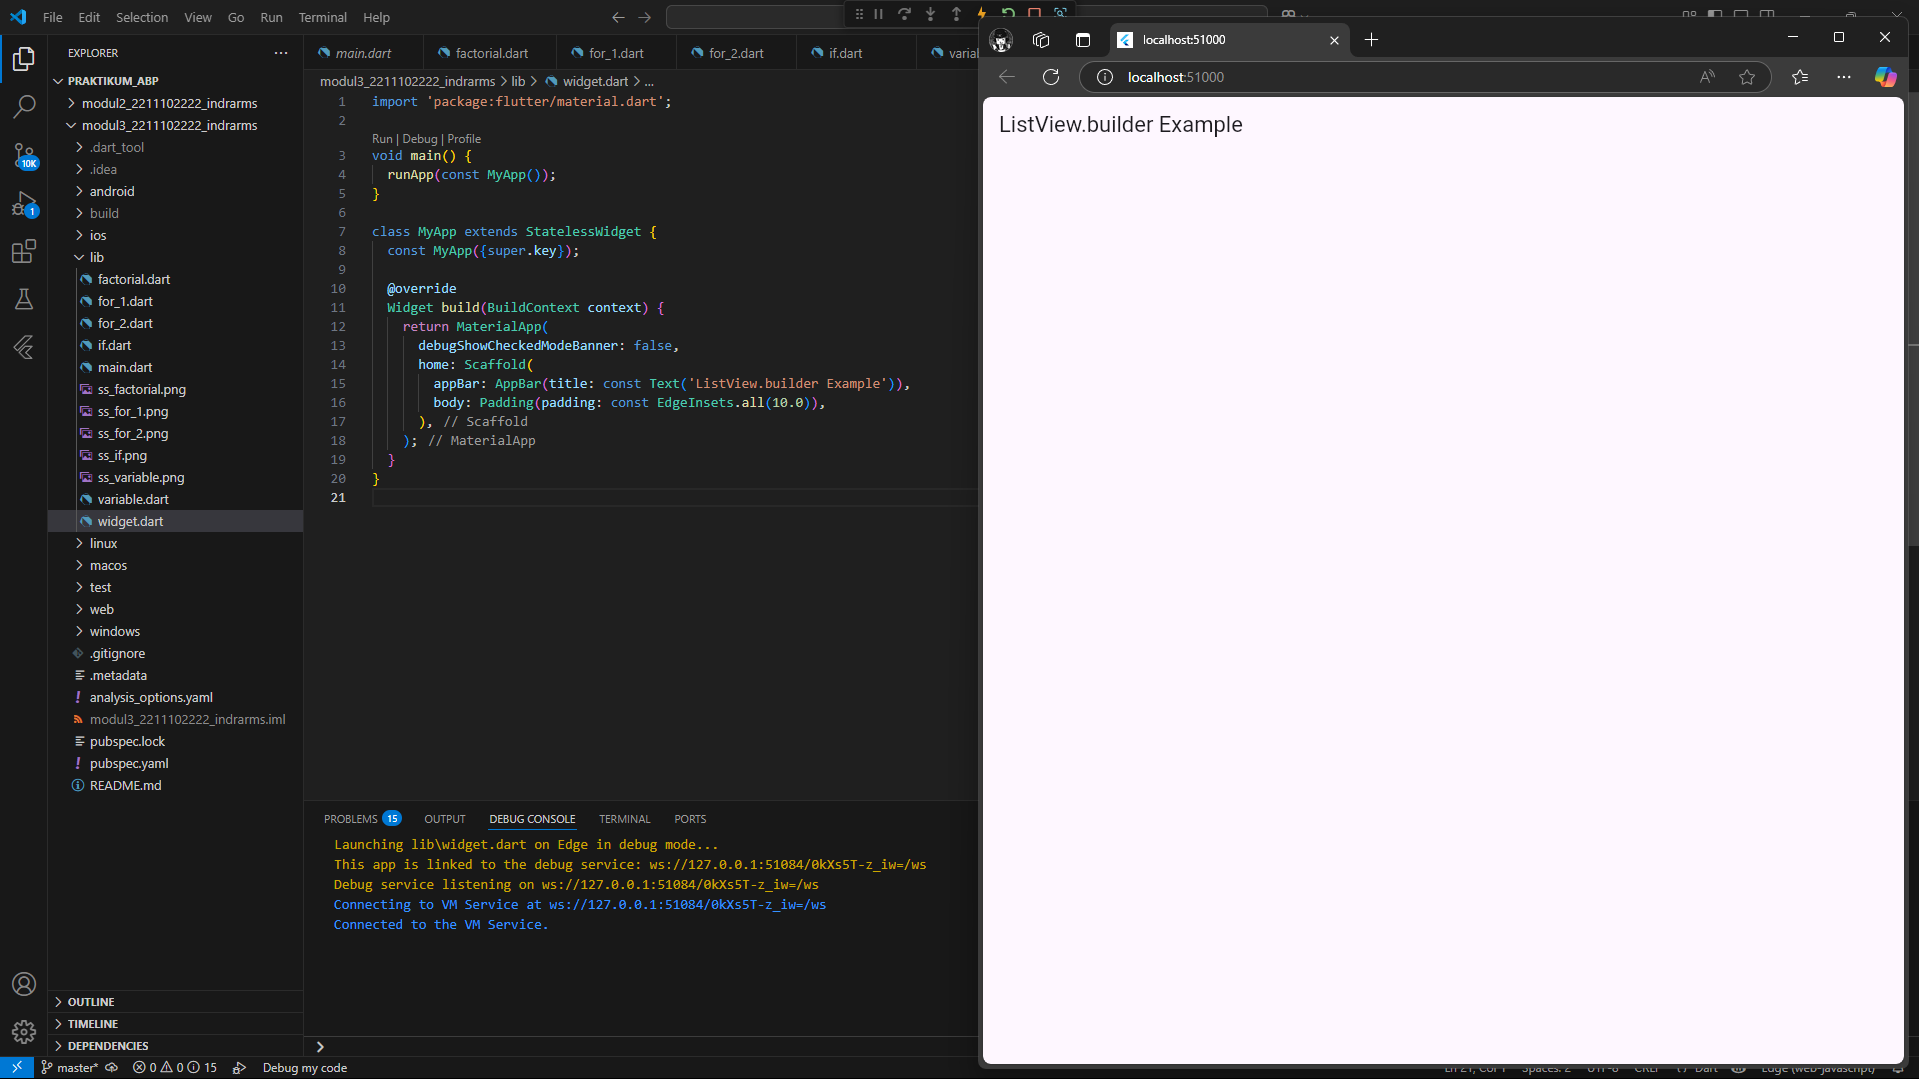 File Edit Selection View Go Run Terminal Help
EXPLORER
PRAKTIKUM_ABP
modul2_2211102222_indrarms
modul3_2211102222_indrarms
.dart_tool
.idea
android
build
ios
lib
factorial.dart
for_1.dart
for_2.dart
if.dart
main.dart
ss_factorial.png
ss_for_1.png
ss_for_2.png
ss_if.png
ss_variable.png
variable.dart
widget.dart
linux
macos
test
web
windows
.gitignore
.metadata
analysis_options.yaml
modul3_2211102222_indrarms.iml
pubspec.lock
pubspec.yaml
README.md
OUTLINE
TIMELINE
DEPENDENCIES
10K
1
main.dart factorial.dart for_1.dart for_2.dart if.dart
modul3_2211102222_indrarms > lib > widget.dart > ...
1 import 'package:flutter/material.dart';
2
Run | Debug | Profile
3 void main() {
4 runApp(const MyApp());
5 }
6
7 class MyApp extends StatelessWidget {
8 const MyApp({super.key});
9
10 @override
11 Widget build(BuildContext context) {
12 return MaterialApp(
13 debugShowCheckedModeBanner: false,
14 home: Scaffold(
15 appBar: AppBar(title: const Text('ListView.builder Example')),
16 body: Padding(padding: const EdgeInsets.all(10.0)),
17 ), // Scaffold
18 ); // MaterialApp
19 }
20 }
21
PROBLEMS 15 OUTPUT DEBUG CONSOLE TERMINAL PORTS
Launching lib\widget.dart on Edge in debug mode...
This app is linked to the debug service: ws://127.0.0.1:51084/0kXs5T-z_iw=/ws
Debug service listening on ws://127.0.0.1:51084/0kXs5T-z_iw=/ws
Connecting to VM Service at ws://127.0.0.1:51084/0kXs5T-z_iw=/ws
Connected to the VM Service.
master* 0 0 15 Debug my code
localhost:51000
localhost:51000
ListView.builder Example